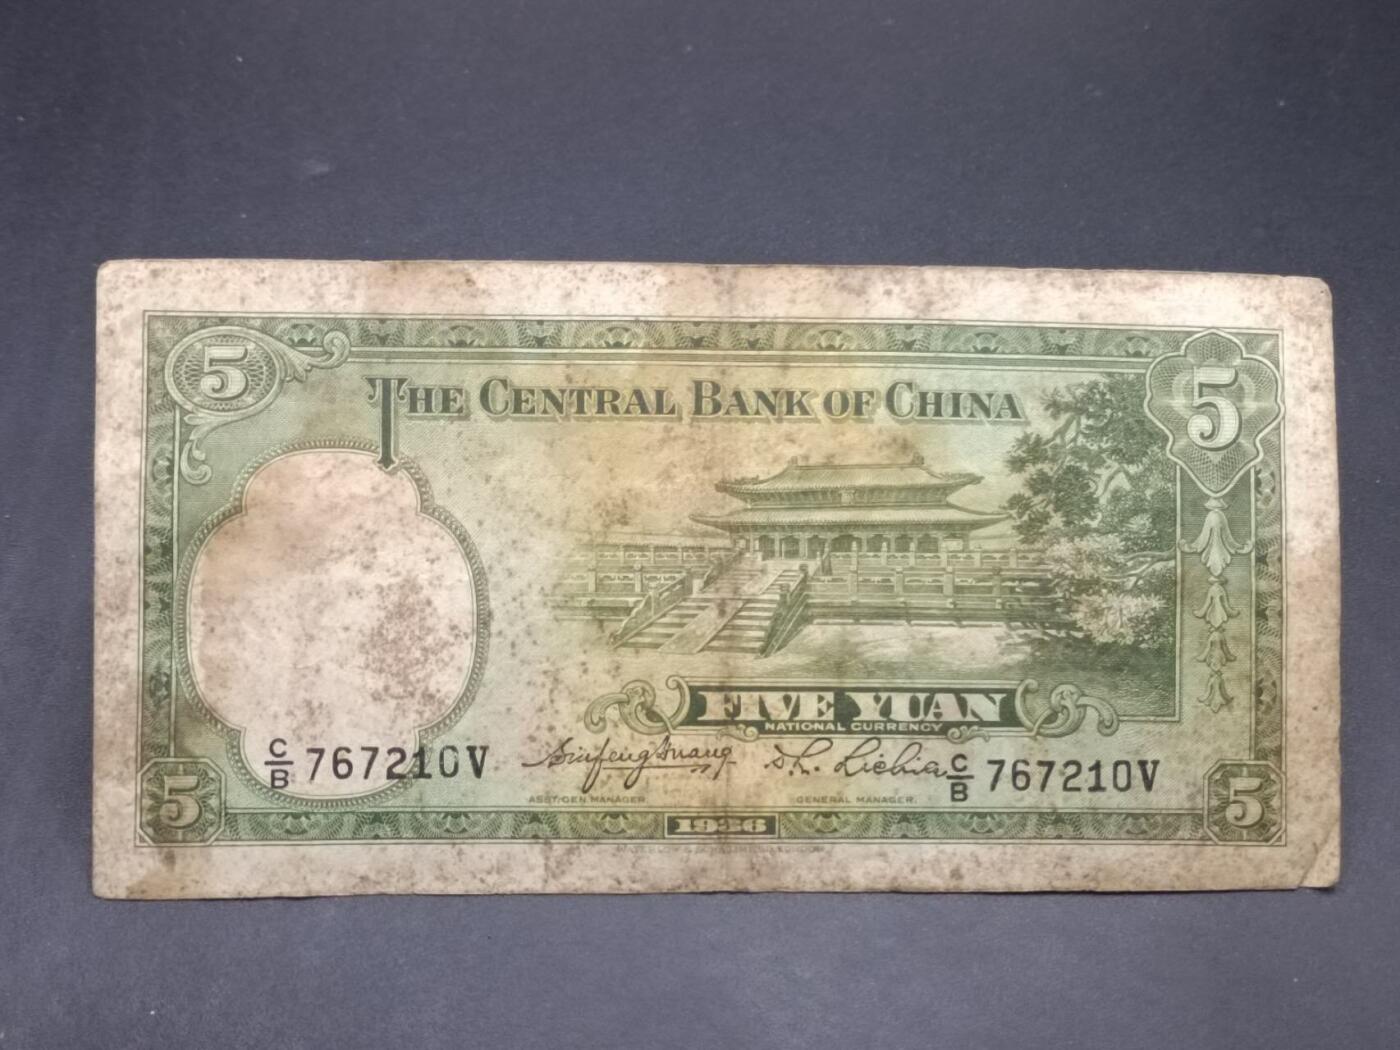 5
5
THE CENTRAL BANK OF CHINA
FIVE YUAN
NATIONAL CURRENCY
C/B 767210V
C/B 767210V
ASST/GEN. MANAGER.
GENERAL MANAGER.
5
1936
5